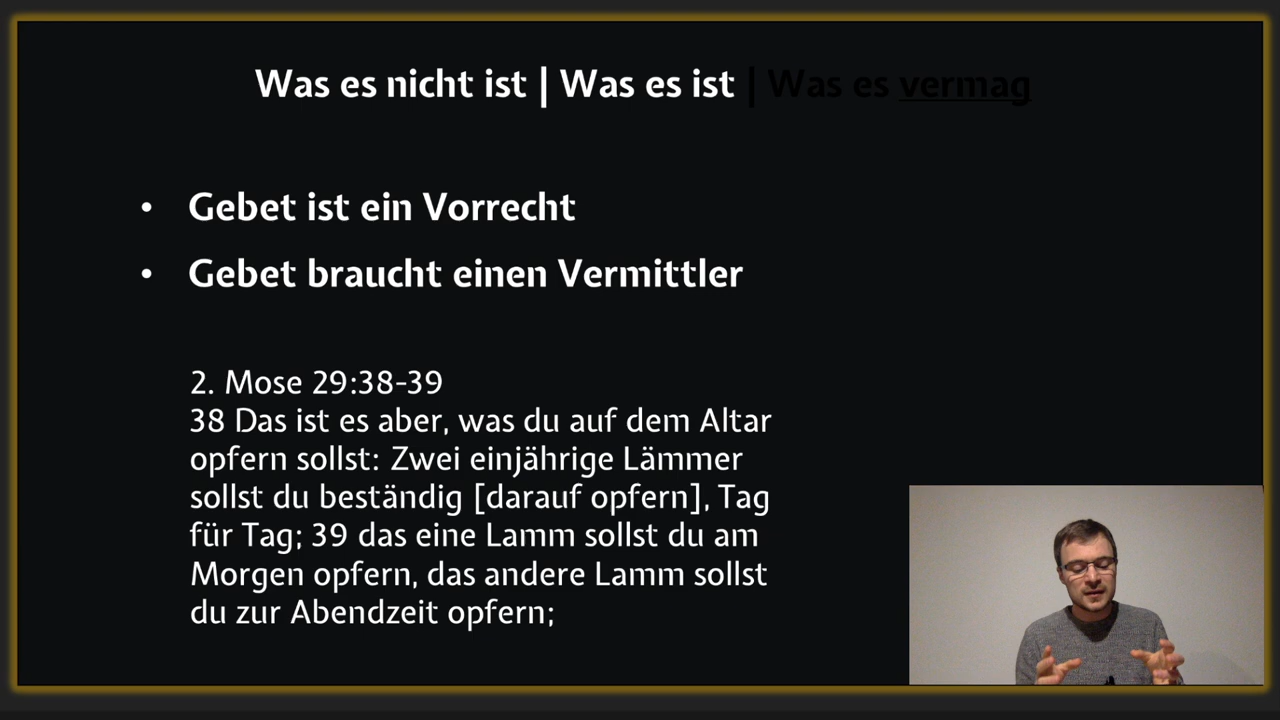 Was es nicht ist | Was es ist | Was es vermag
• Gebet ist ein Vorrecht
• Gebet braucht einen Vermittler
2. Mose 29:38-39
38 Das ist es aber, was du auf dem Altar
opfern sollst: Zwei einjährige Lämmer
sollst du beständig [darauf opfern], Tag
für Tag; 39 das eine Lamm sollst du am
Morgen opfern, das andere Lamm sollst
du zur Abendzeit opfern;